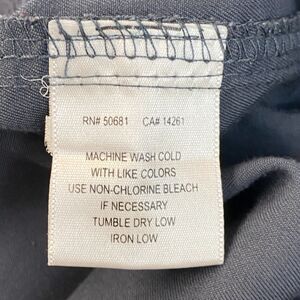 RN# 50681 CA# 14261
MACHINE WASH COLD
WITH LIKE COLORS
USE NON-CHLORINE BLEACH
IF NECESSARY
TUMBLE DRY LOW
IRON LOW